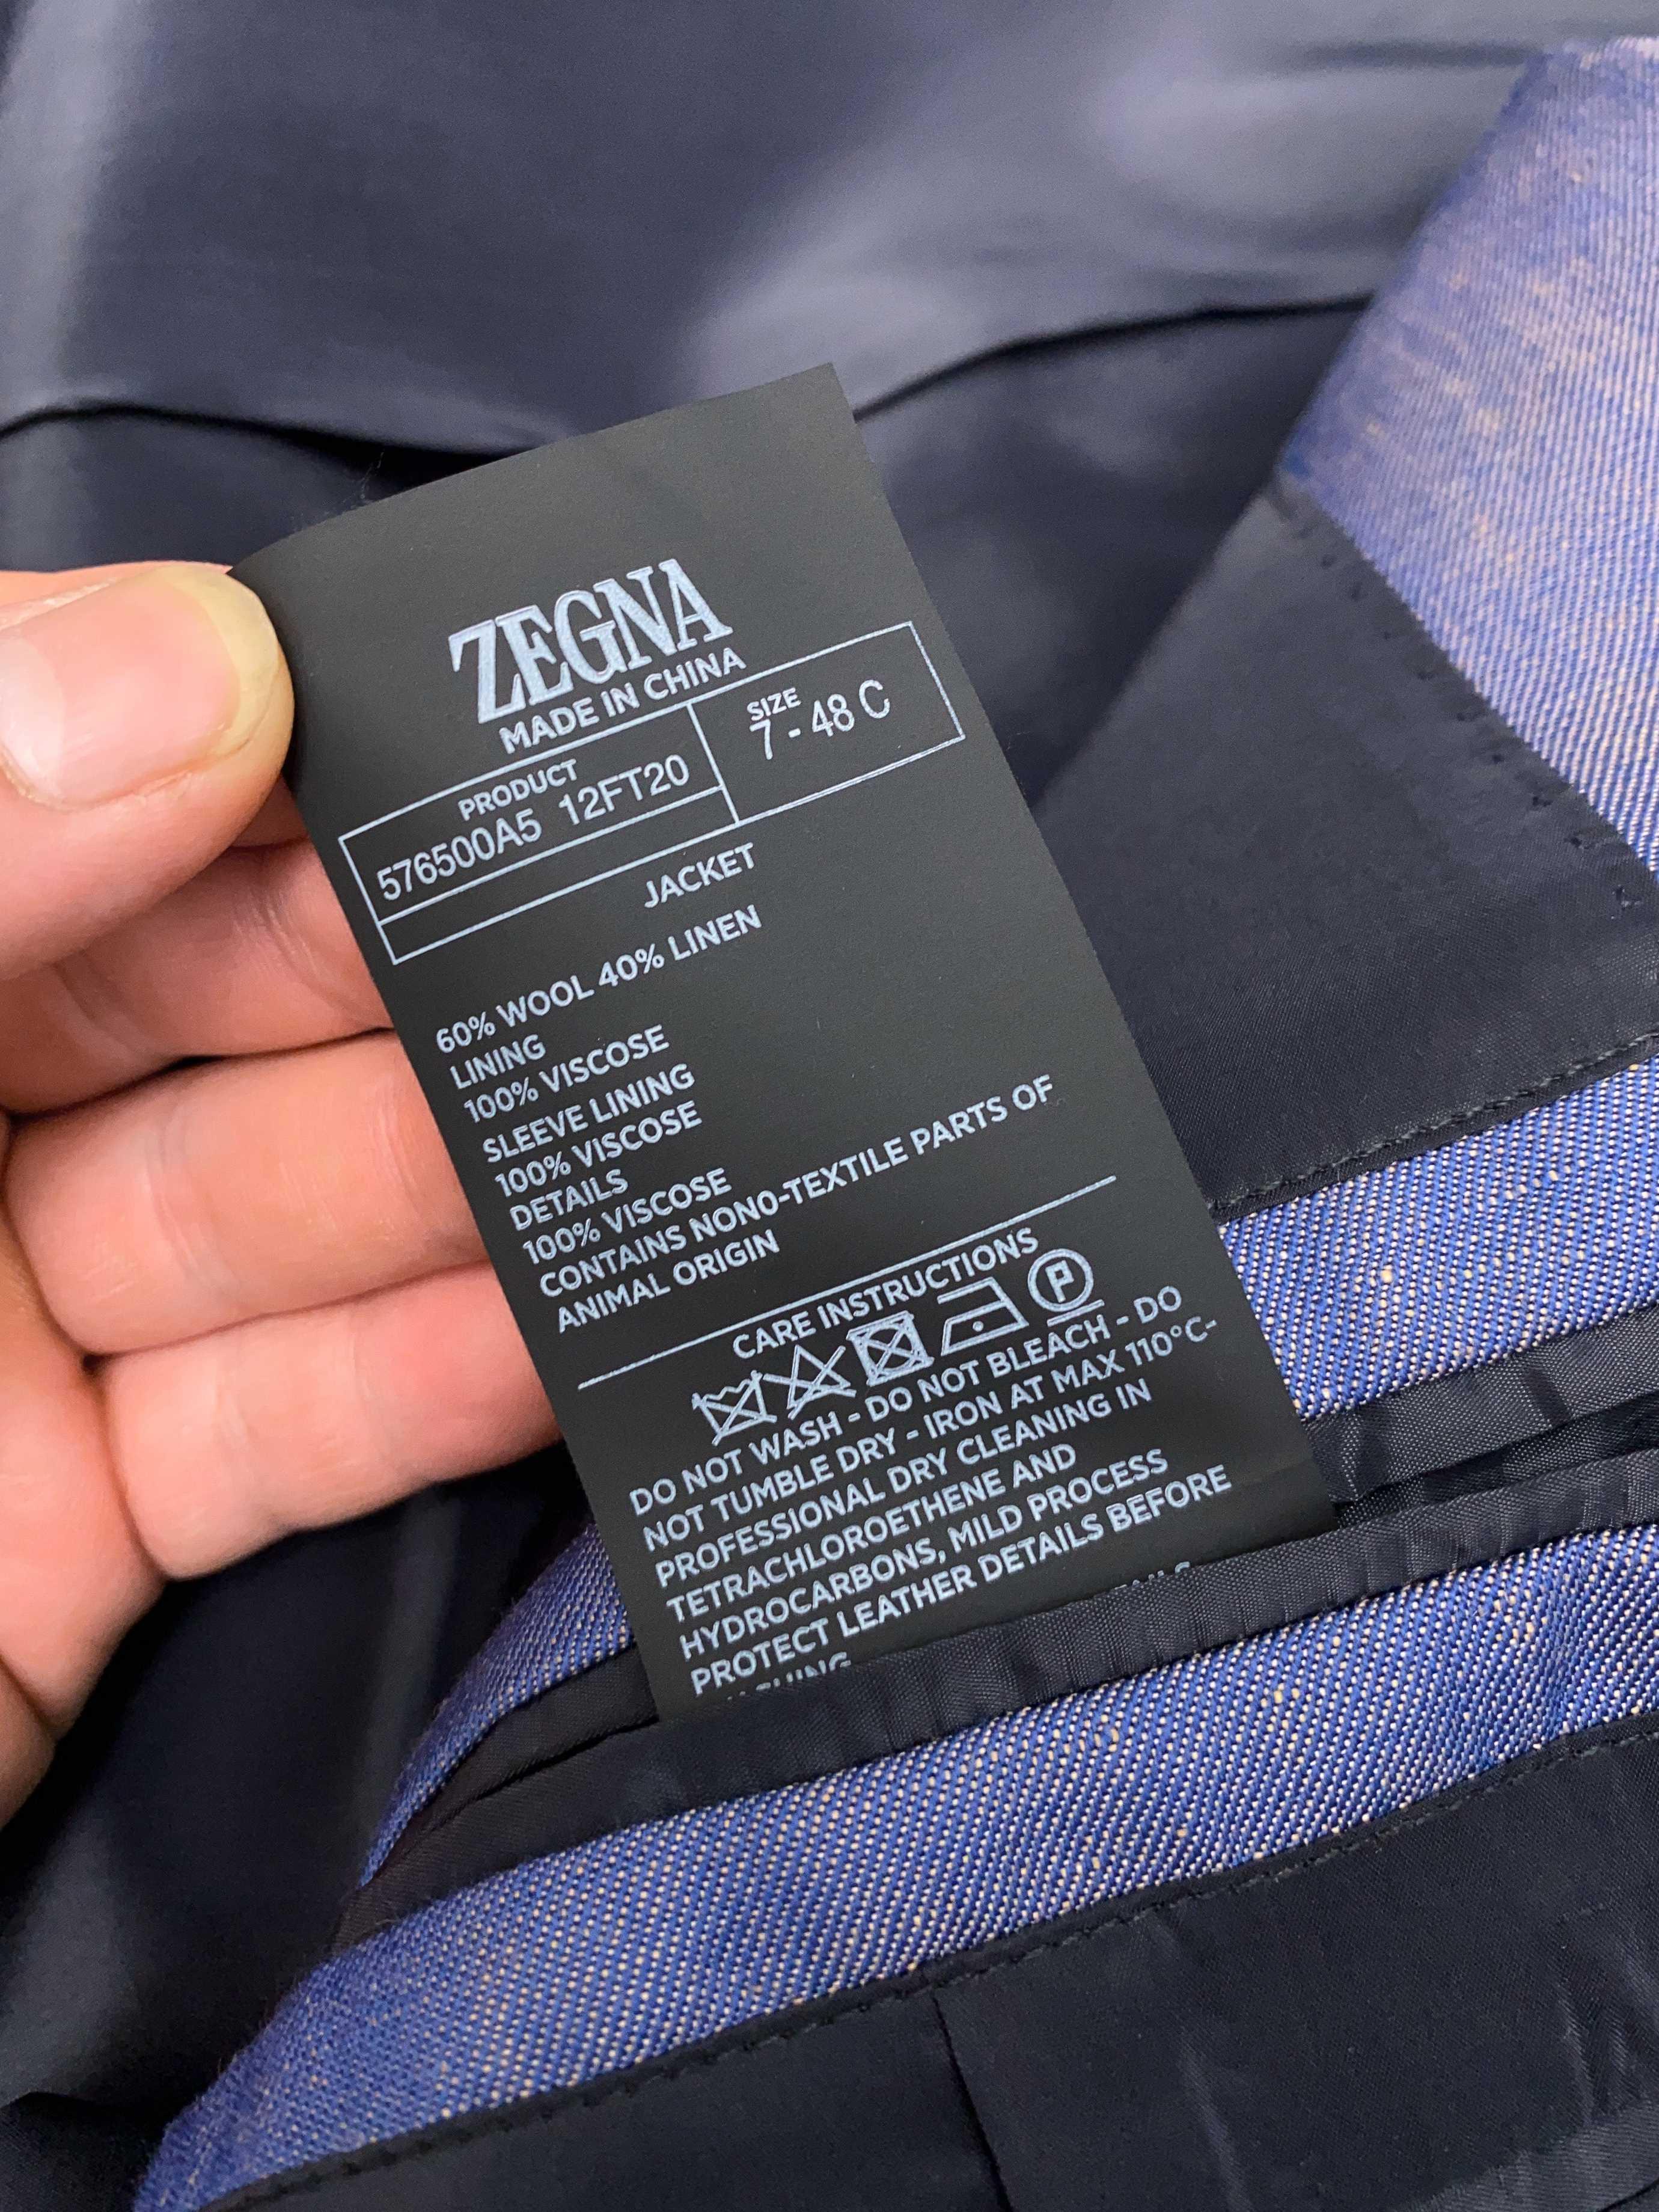 ZEGNA
MADE IN CHINA
PRODUCT
576500A5 12FT20
SIZE
7 - 48 C
JACKET
60% WOOL 40% LINEN
LINING
100% VISCOSE
SLEEVE LINING
100% VISCOSE
DETAILS
100% VISCOSE
CONTAINS NON0-TEXTILE PARTS OF
ANIMAL ORIGIN
CARE INSTRUCTIONS
P
DO NOT WASH - DO NOT BLEACH - DO
NOT TUMBLE DRY - IRON AT MAX 110°C-
PROFESSIONAL DRY CLEANING IN
TETRACHLOROETHENE AND
HYDROCARBONS, MILD PROCESS
PROTECT LEATHER DETAILS BEFORE